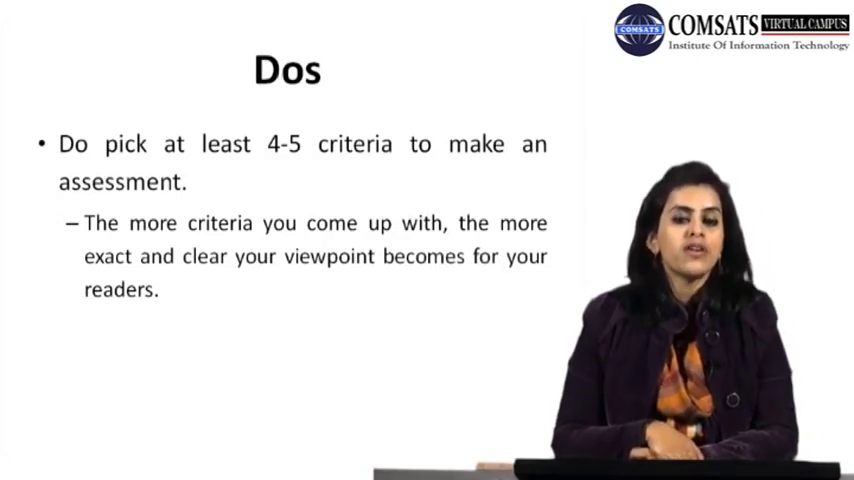 COMSATS VIRTUAL CAMPUS
COMSATS
Institute Of Information Technology
Dos
• Do pick at least 4-5 criteria to make an
assessment.
– The more criteria you come up with, the more
exact and clear your viewpoint becomes for your
readers.